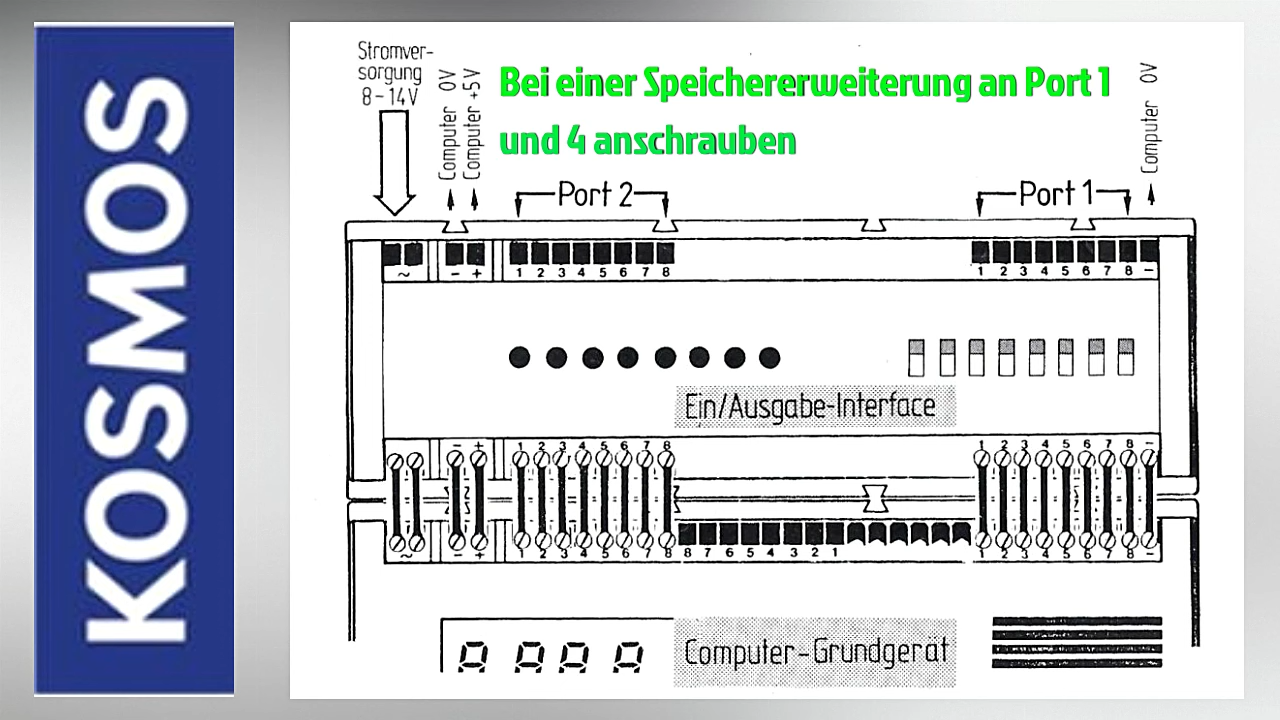 KOSMOS
Stromver-
sorgung
8-14V
Computer 0V
Computer +5V
Bei einer Speichererweiterung an Port 1
und 4 anschrauben
Computer 0V
Port 2
Port 1
~ - + 1 2 3 4 5 6 7 8
1 2 3 4 5 6 7 8 -
Ein/Ausgabe-Interface
- + 1 2 3 4 5 6 7 8
1 2 3 4 5 6 7 8 -
~ - + 1 2 3 4 5 6 7 8
8 7 6 5 4 3 2 1
1 2 3 4 5 6 7 8 -
Computer-Grundgerät